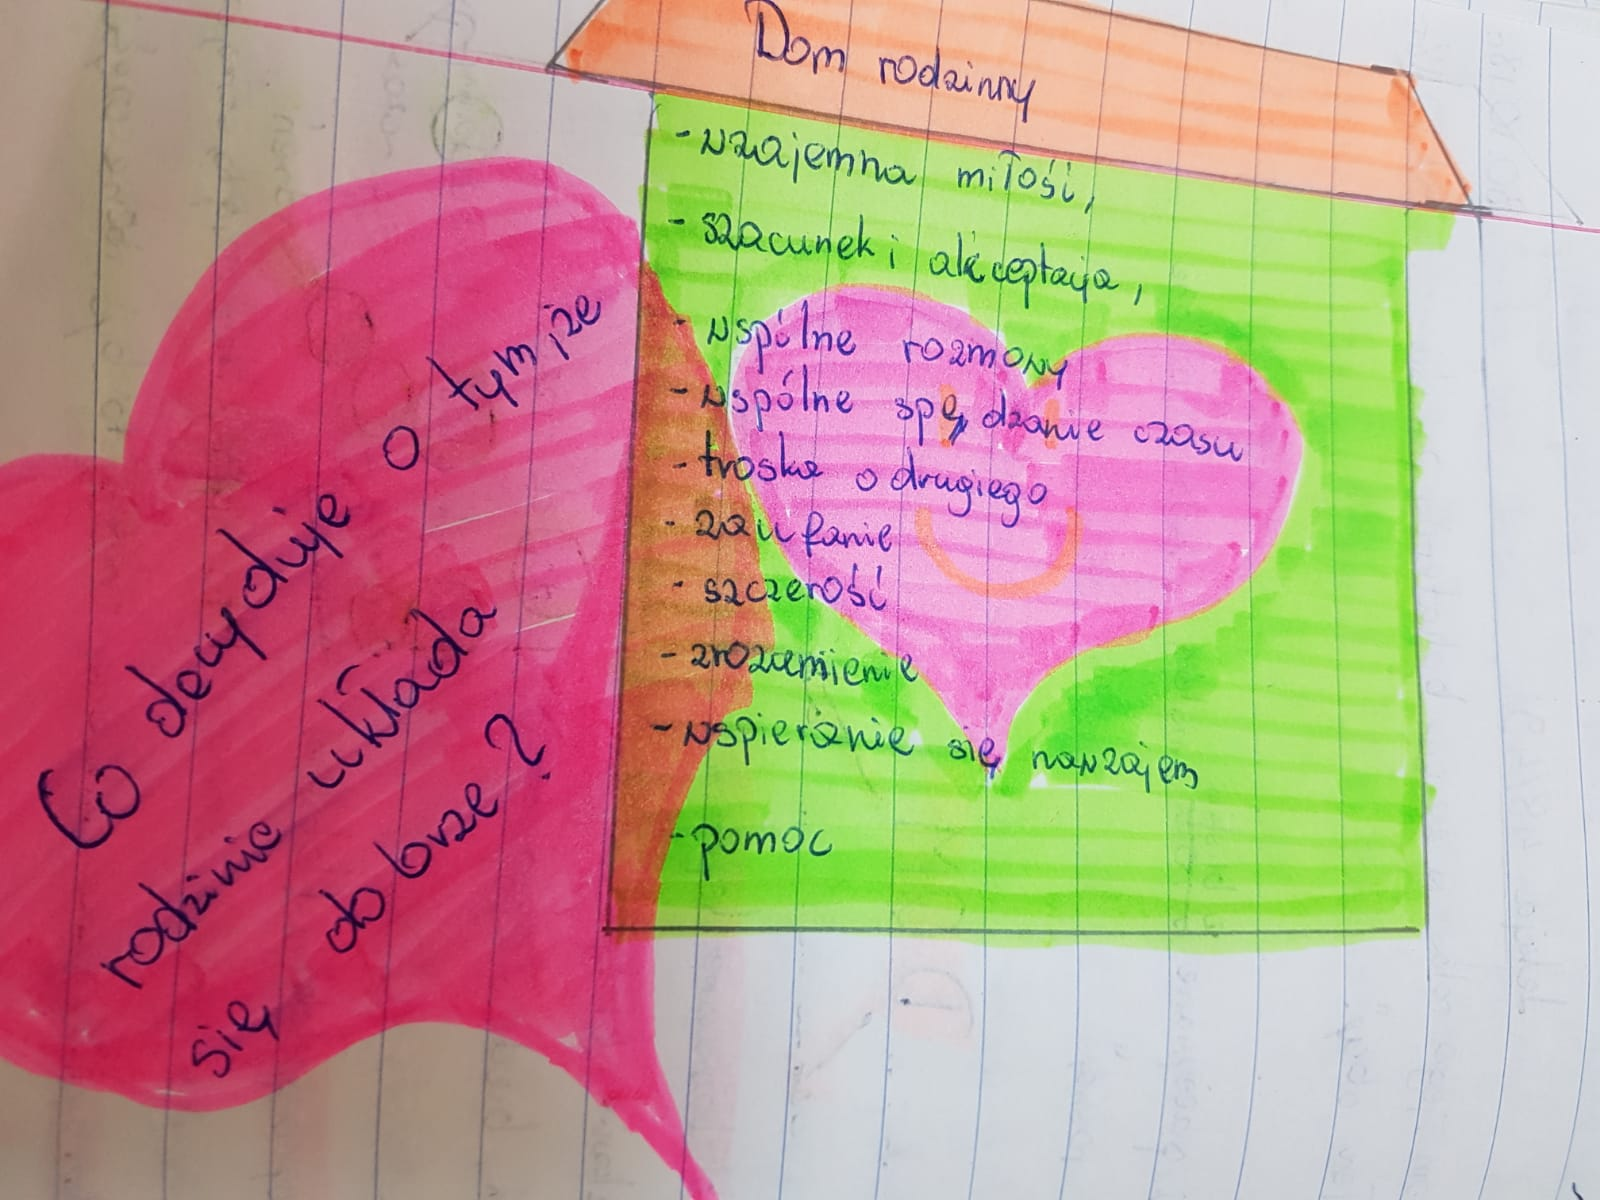 Co decyduje o tym, że
rodzinie układa
się dobrze?
Dom rodzinny
- wzajemna miłość,
- szacunek i akceptacja,
- wspólne rozmowy
- wspólne spędzanie czasu
- troska o drugiego
- zaufanie
- szczerość
- zrozumienie
- wspieranie się nawzajem
- pomoc